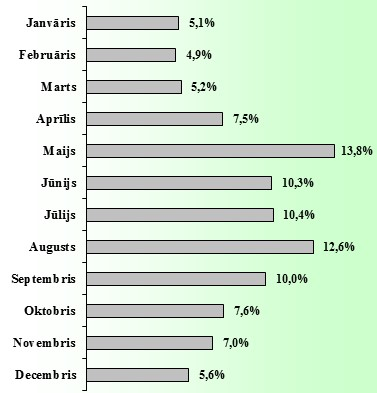 Janvāris 5,1%
Februāris 4,9%
Marts 5,2%
Aprīlis 7,5%
Maijs 13,8%
Jūnijs 10,3%
Jūlijs 10,4%
Augusts 12,6%
Septembris 10,0%
Oktobris 7,6%
Novembris 7,0%
Decembris 5,6%